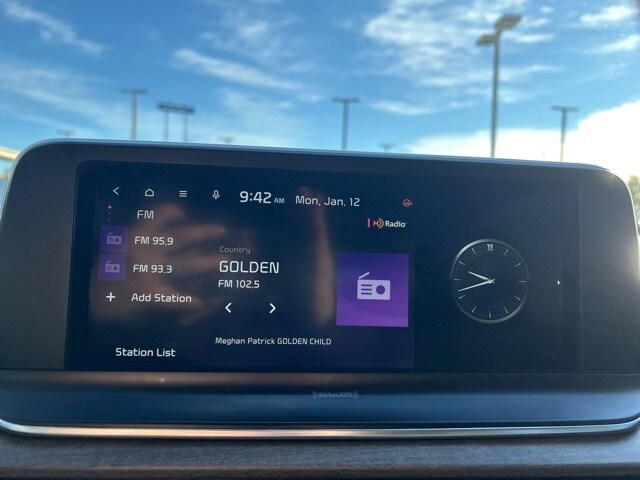 9:42 AM Mon, Jan, 12
FM
HD Radio
FM 95.9
Country
GOLDEN
FM 93.3
FM 102.5
+ Add Station
Meghan Patrick GOLDEN CHILD
Station List
((SiriusXM))